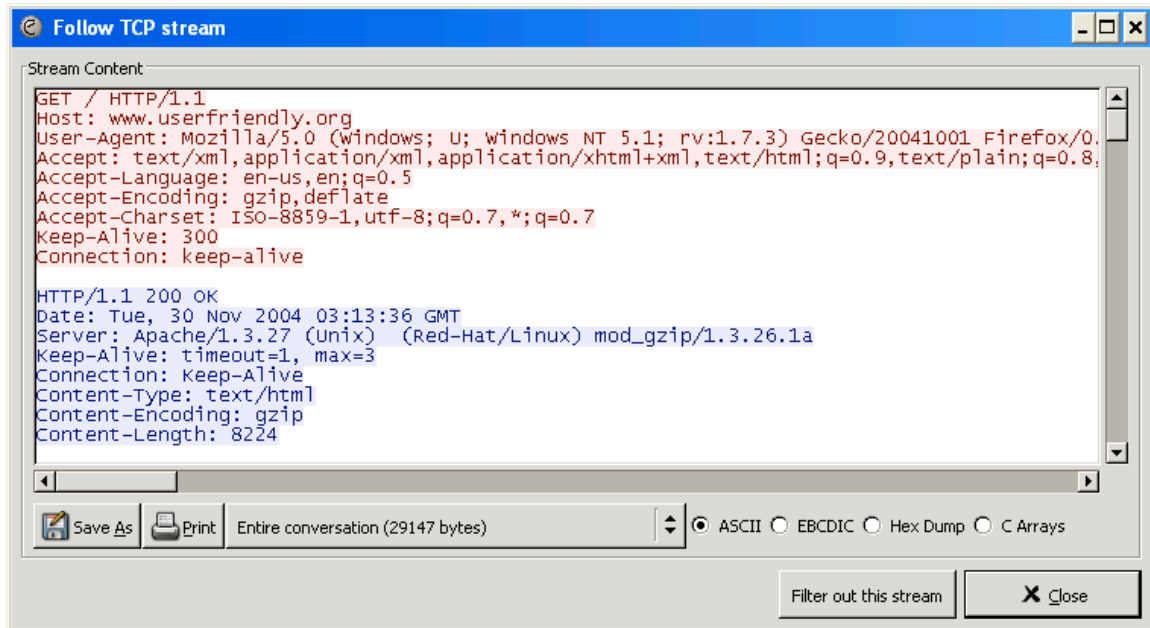 Follow TCP stream
Stream Content
GET / HTTP/1.1
Host: www.userfriendly.org
User-Agent: Mozilla/5.0 (Windows; U; Windows NT 5.1; rv:1.7.3) Gecko/20041001 Firefox/0.
Accept: text/xml,application/xml,application/xhtml+xml,text/html;q=0.9,text/plain;q=0.8,
Accept-Language: en-us,en;q=0.5
Accept-Encoding: gzip,deflate
Accept-Charset: ISO-8859-1,utf-8;q=0.7,*;q=0.7
Keep-Alive: 300
Connection: keep-alive
HTTP/1.1 200 OK
Date: Tue, 30 Nov 2004 03:13:36 GMT
Server: Apache/1.3.27 (Unix)  (Red-Hat/Linux) mod_gzip/1.3.26.1a
Keep-Alive: timeout=1, max=3
Connection: Keep-Alive
Content-Type: text/html
Content-Encoding: gzip
Content-Length: 8224
Save As Print Entire conversation (29147 bytes) ASCII EBCDIC Hex Dump C Arrays
Filter out this stream Close